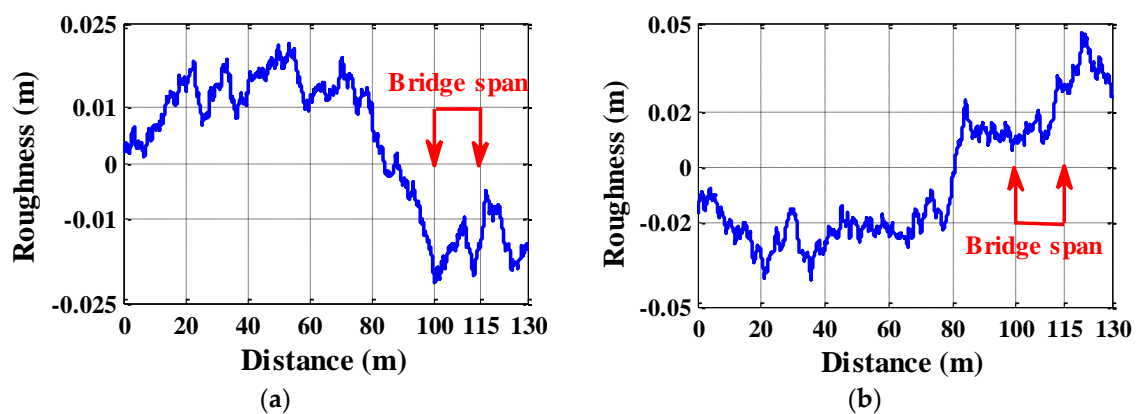 0.025
0.01
0
-0.01
-0.025
Roughness (m)
Bridge span
0 20 40 60 80 100 115 130
Distance (m)
(a)
0.05
0.02
0
-0.02
-0.05
Roughness (m)
Bridge span
0 20 40 60 80 100 115 130
Distance (m)
(b)